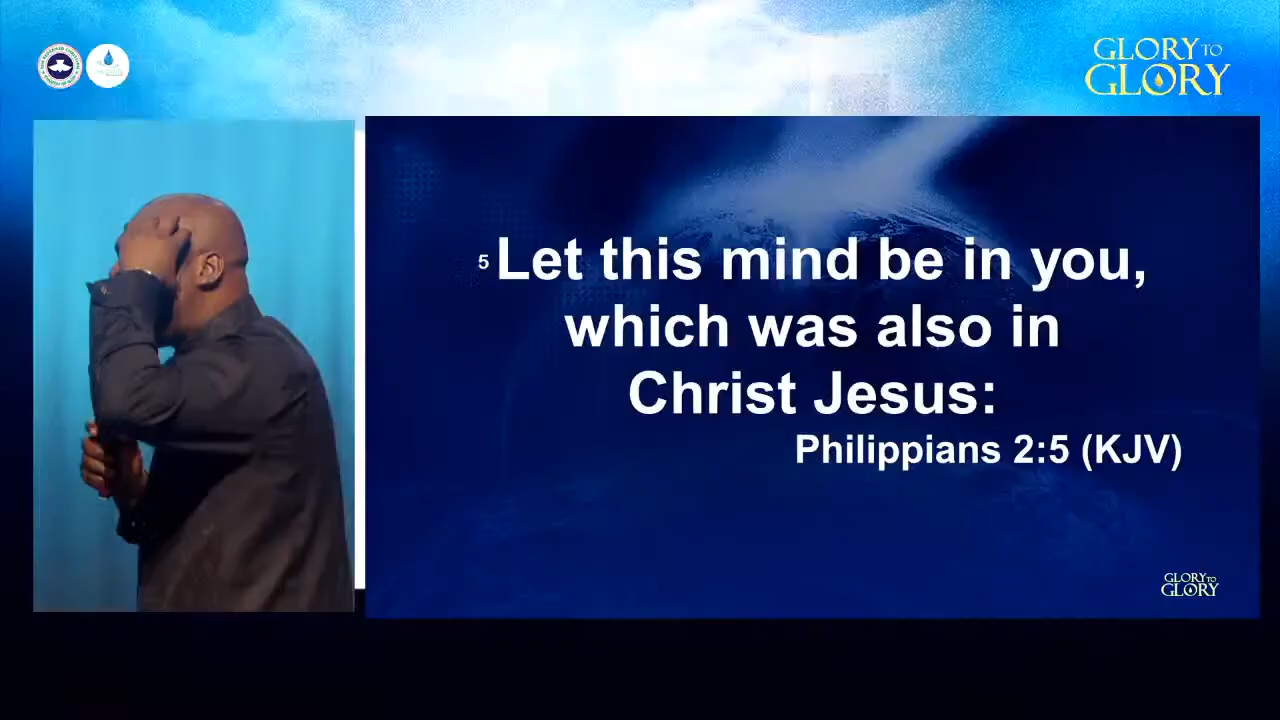 GLORY TO
GLORY
5 Let this mind be in you,
which was also in
Christ Jesus:
Philippians 2:5 (KJV)
GLORY TO
GLORY